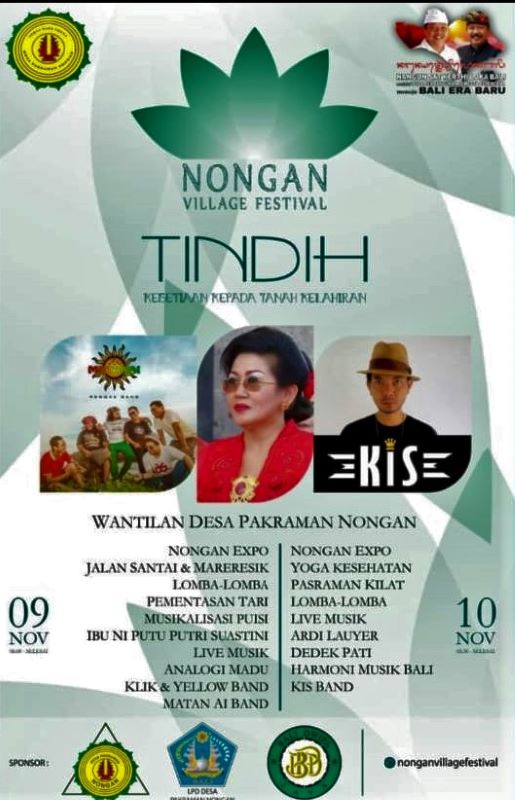 NONGAN
VILLAGE FESTIVAL
TINDIH
KESETIAAN KEPADA TANAH KELAHIRAN
BALI ERA BARU
KIS
WANTILAN DESA PAKRAMAN NONGAN
09
NOV
NONGAN EXPO
JALAN SANTAI & MARERESIK
LOMBA-LOMBA
PEMENTASAN TARI
MUSIKALISASI PUISI
IBU NI PUTU PUTRI SUASTINI
LIVE MUSIK
ANALOGI MADU
KLIK & YELLOW BAND
MATAN AI BAND
NONGAN EXPO
YOGA KESEHATAN
PASRAMAN KILAT
LOMBA-LOMBA
LIVE MUSIK
ARDI LAUYER
DEDEK PATI
HARMONI MUSIK BALI
KIS BAND
10
NOV
SPONSOR :
LPD DESA
PAKRAMAN NONGAN
nonganvillagefestival